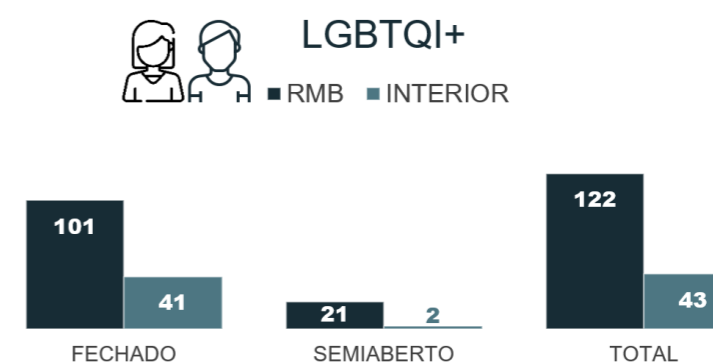 LGBTQI+
RMB INTERIOR
122
101
41
43
21
2
FECHADO SEMIABERTO TOTAL